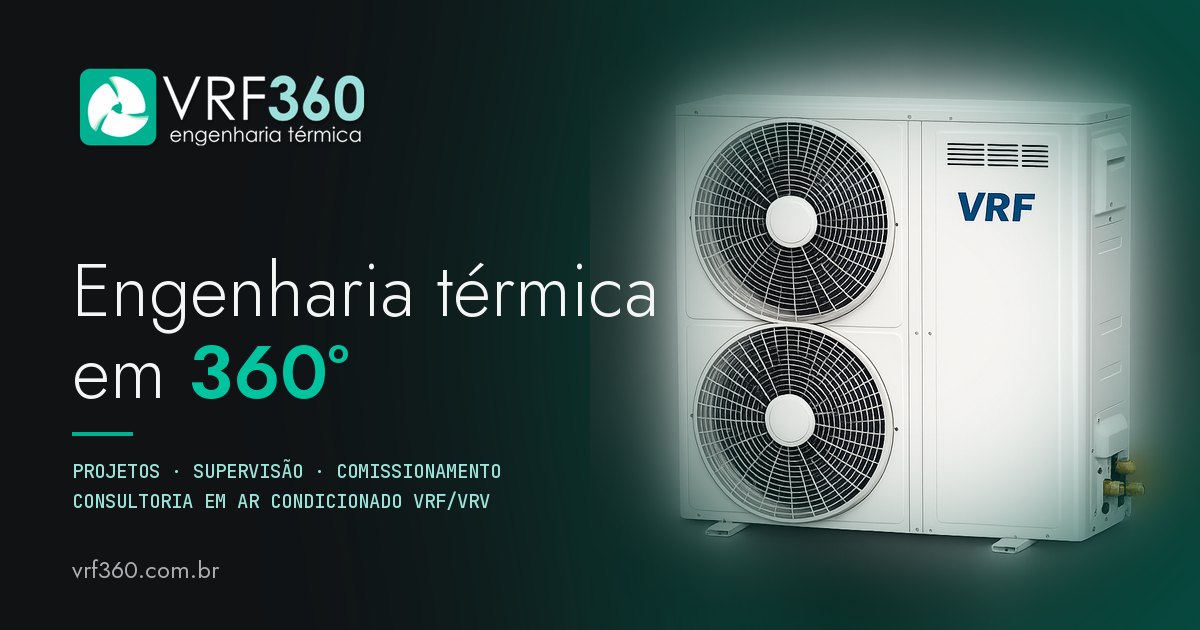 VRF360
engenharia térmica
Engenharia térmica
em 360°
PROJETOS · SUPERVISÃO · COMISSIONAMENTO
CONSULTORIA EM AR CONDICIONADO VRF/VRV
vrf360.com.br
VRF